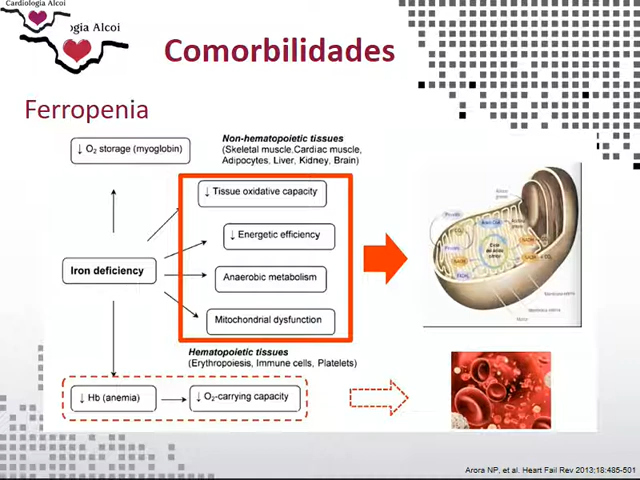 Cardiología Alcoi
ogía Alcoi
Comorbilidades
Ferropenia
Non-hematopoietic tissues
(Skeletal muscle,Cardiac muscle,
Adipocytes, Liver, Kidney, Brain)
↓ O₂ storage (myoglobin)
↓ Tissue oxidative capacity
↓ Energetic efficiency
Iron deficiency
Anaerobic metabolism
Mitochondrial dysfunction
Hematopoietic tissues
(Erythropoiesis, Immune cells, Platelets)
↓ Hb (anemia)
↓ O₂-carrying capacity
Arora NP, et al. Heart Fail Rev 2013;18:485-501